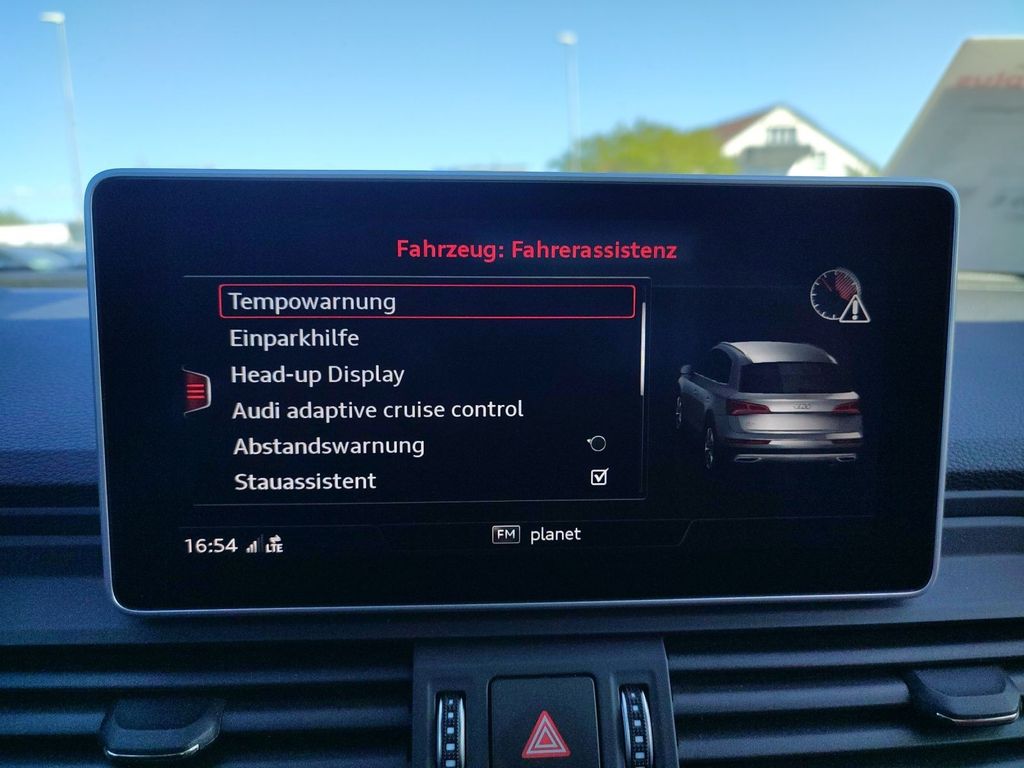 Fahrzeug: Fahrerassistenz
Tempowarnung
Einparkhilfe
Head-up Display
Audi adaptive cruise control
Abstandswarnung
Stauassistent
16:54 LTE
FM planet